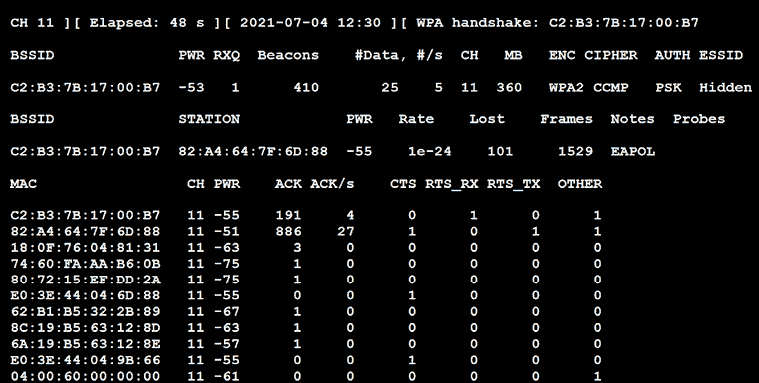 CH 11 ][ Elapsed: 48 s ][ 2021-07-04 12:30 ][ WPA handshake: C2:B3:7B:17:00:B7
BSSID PWR RXQ Beacons #Data, #/s CH MB ENC CIPHER AUTH ESSID
C2:B3:7B:17:00:B7 -53 1 410 25 5 11 360 WPA2 CCMP PSK Hidden
BSSID STATION PWR Rate Lost Frames Notes Probes
C2:B3:7B:17:00:B7 82:A4:64:7F:6D:88 -55 1e-24 101 1529 EAPOL
MAC CH PWR ACK ACK/s CTS RTS_RX RTS_TX OTHER
C2:B3:7B:17:00:B7 11 -55 191 4 0 1 0 1
82:A4:64:7F:6D:88 11 -51 886 27 1 0 1 1
18:0F:76:04:81:31 11 -63 3 0 0 0 0 0
74:60:FA:AA:B6:0B 11 -75 1 0 0 0 0 0
80:72:15:EF:DD:2A 11 -75 1 0 0 0 0 0
E0:3E:44:04:6D:88 11 -55 0 0 1 0 0 0
62:B1:B5:32:2B:89 11 -67 1 0 0 0 0 0
8C:19:B5:63:12:8D 11 -63 1 0 0 0 0 0
6A:19:B5:63:12:8E 11 -57 1 0 0 0 0 0
E0:3E:44:04:9B:66 11 -55 0 0 1 0 0 0
04:00:60:00:00:00 11 -61 0 0 0 0 0 1